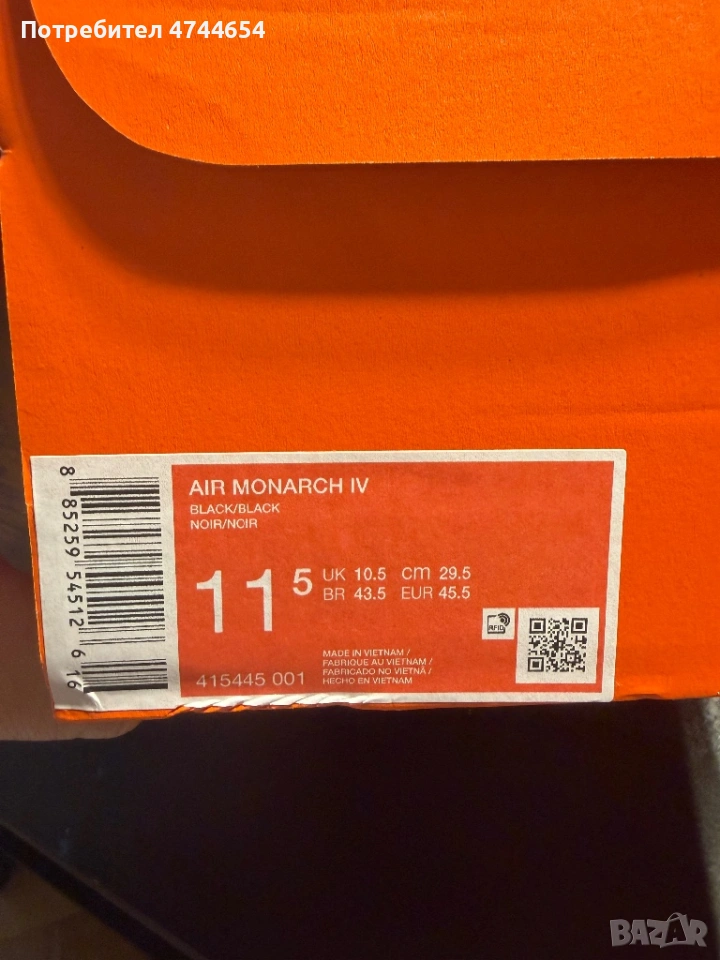 Потребител 4744654
AIR MONARCH IV
BLACK/BLACK
NOIR/NOIR
11 5
UK 10.5 cm 29.5
BR 43.5 EUR 45.5
RFID
MADE IN VIETNAM /
FABRIQUE AU VIETNAM /
FABRICADO NO VIETNÃ /
HECHO EN VIETNAM
415445 001
8 85259 54512 6 16
BAZAR